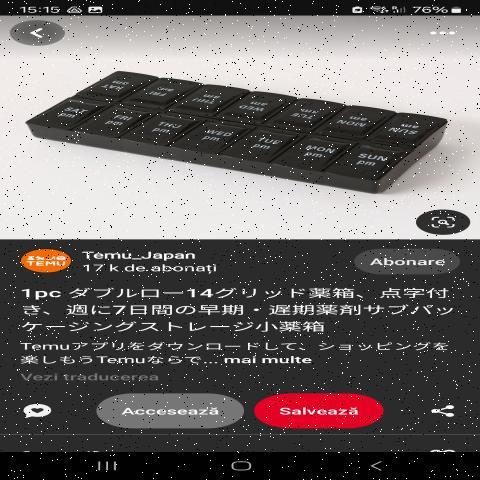 15:15
76%
SUN pm
MON pm
TUE pm
WED pm
THU pm
FRI pm
Temu_Japan
17 k de abonați
Abonare
1pc ダブルロー14グリッド薬箱、点字付
き、週に7日間の早期・遅期薬剤サブパッ
ケージングストレージ小薬箱
Temuアプリをダウンロードして、ショッピングを
楽しもうTemuならで... mai multe
Vezi traducerea
Accesează
Salvează